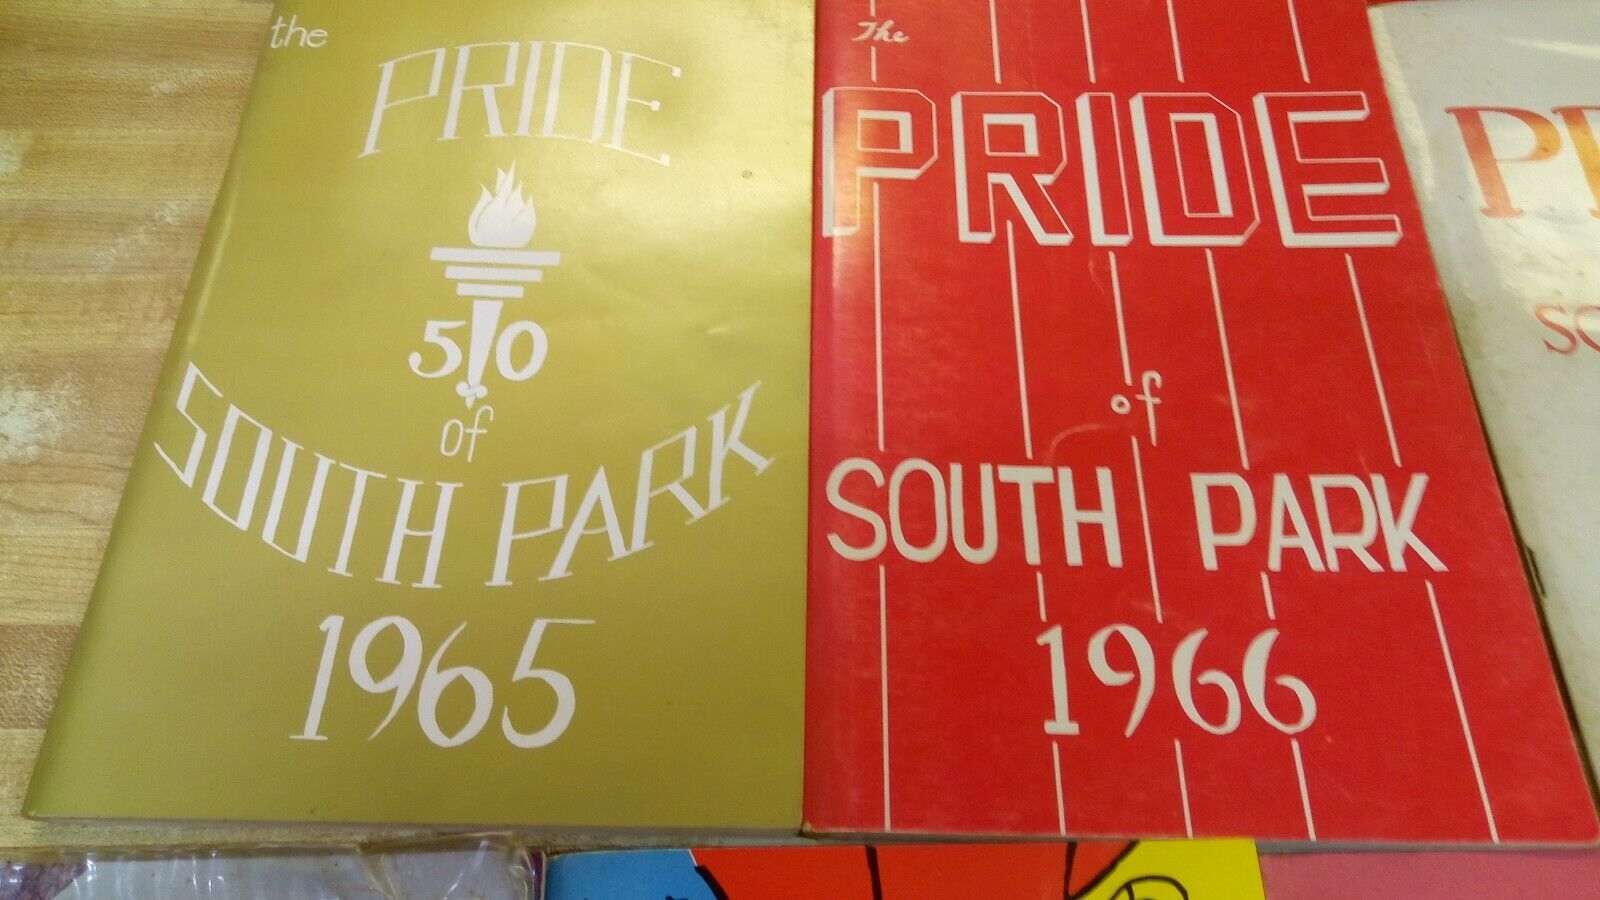 the
PRIDE
50
of
SOUTH PARK
1965
The
PRIDE
of
SOUTH PARK
1966